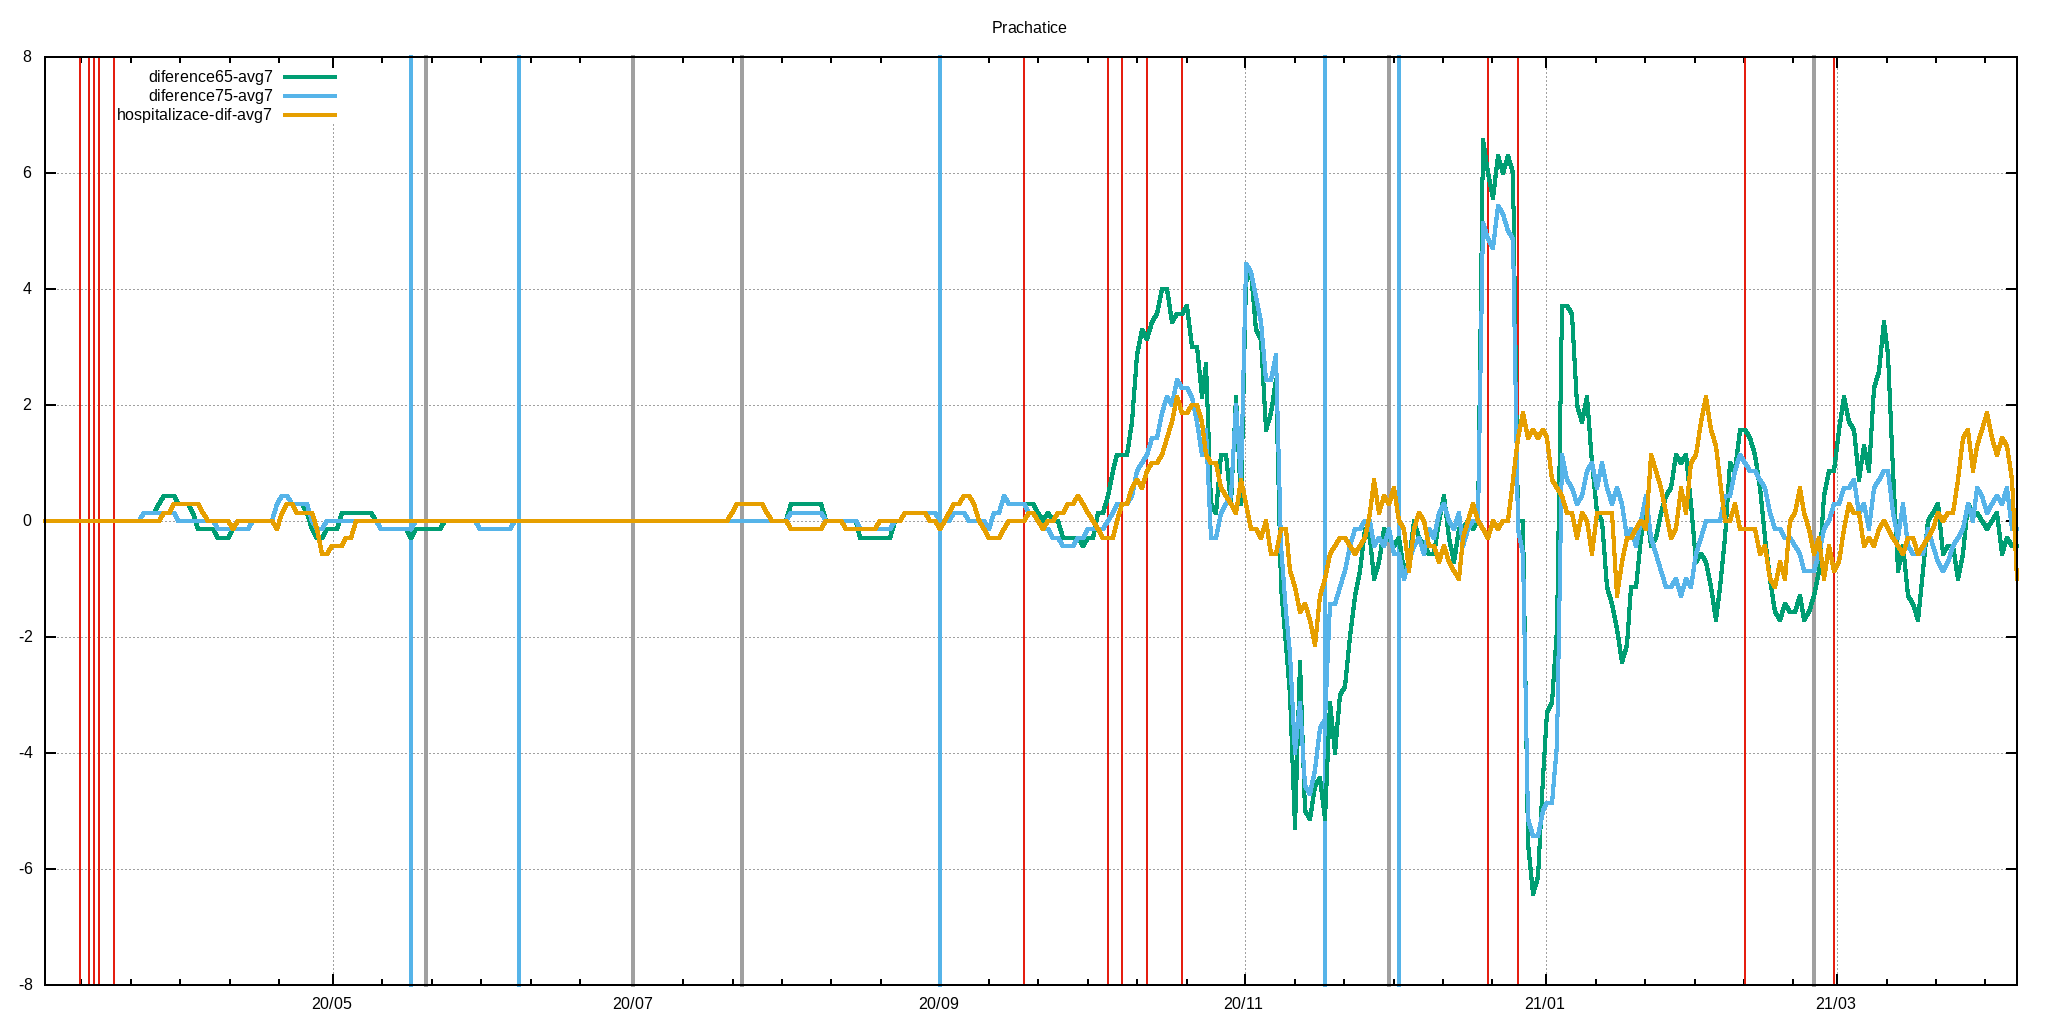 Prachatice
diference65-avg7
diference75-avg7
hospitalizace-dif-avg7
8
6
4
2
0
-2
-4
-6
-8
20/05 20/07 20/09 20/11 21/01 21/03